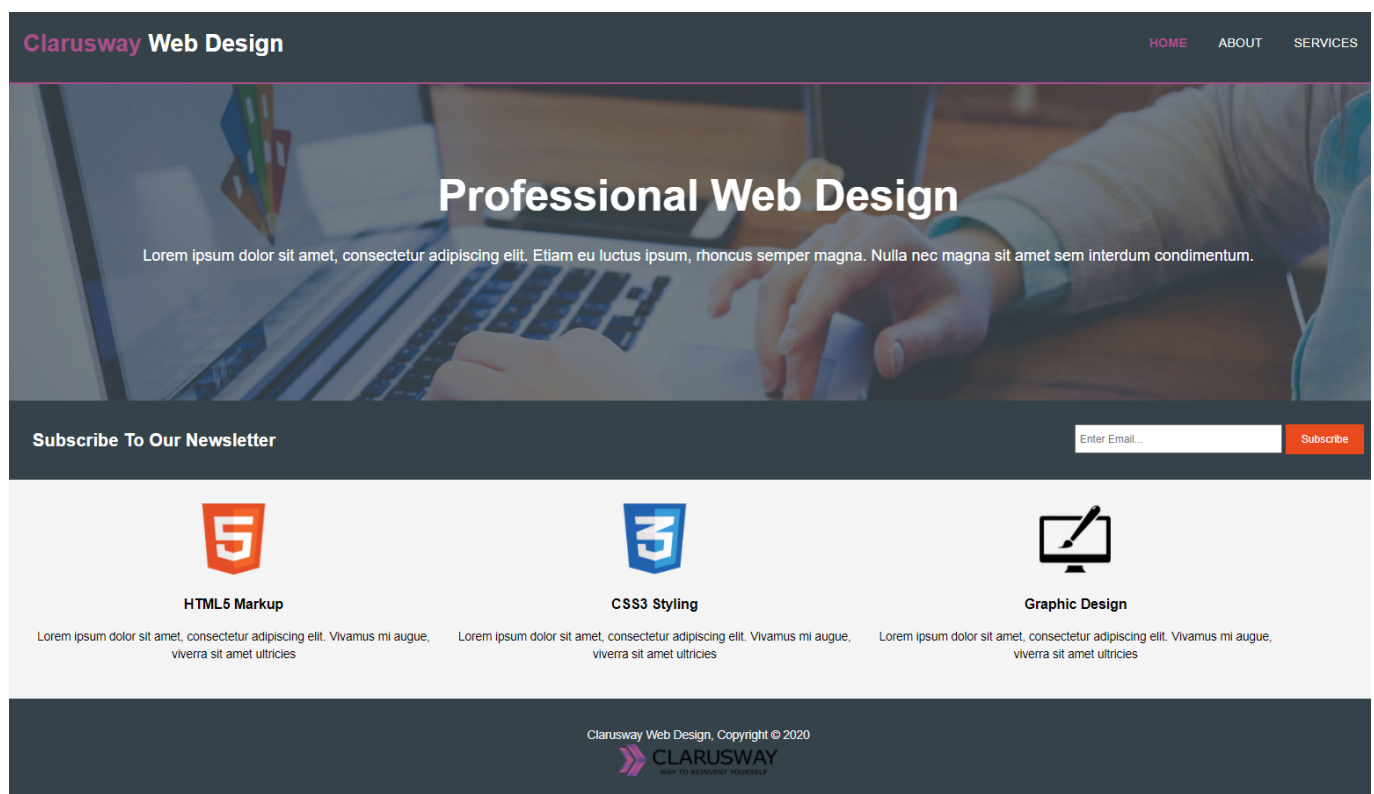 Clarusway Web Design
HOME ABOUT SERVICES
Professional Web Design
Lorem ipsum dolor sit amet, consectetur adipiscing elit. Etiam eu luctus ipsum, rhoncus semper magna. Nulla nec magna sit amet sem interdum condimentum.
Subscribe To Our Newsletter
Enter Email...
Subscribe
5
3
HTML5 Markup
Lorem ipsum dolor sit amet, consectetur adipiscing elit. Vivamus mi augue,
viverra sit amet ultricies
CSS3 Styling
Lorem ipsum dolor sit amet, consectetur adipiscing elit. Vivamus mi augue,
viverra sit amet ultricies
Graphic Design
Lorem ipsum dolor sit amet, consectetur adipiscing elit. Vivamus mi augue,
viverra sit amet ultricies
Clarusway Web Design, Copyright © 2020
CLARUSWAY
WAY TO REINVENT YOURSELF